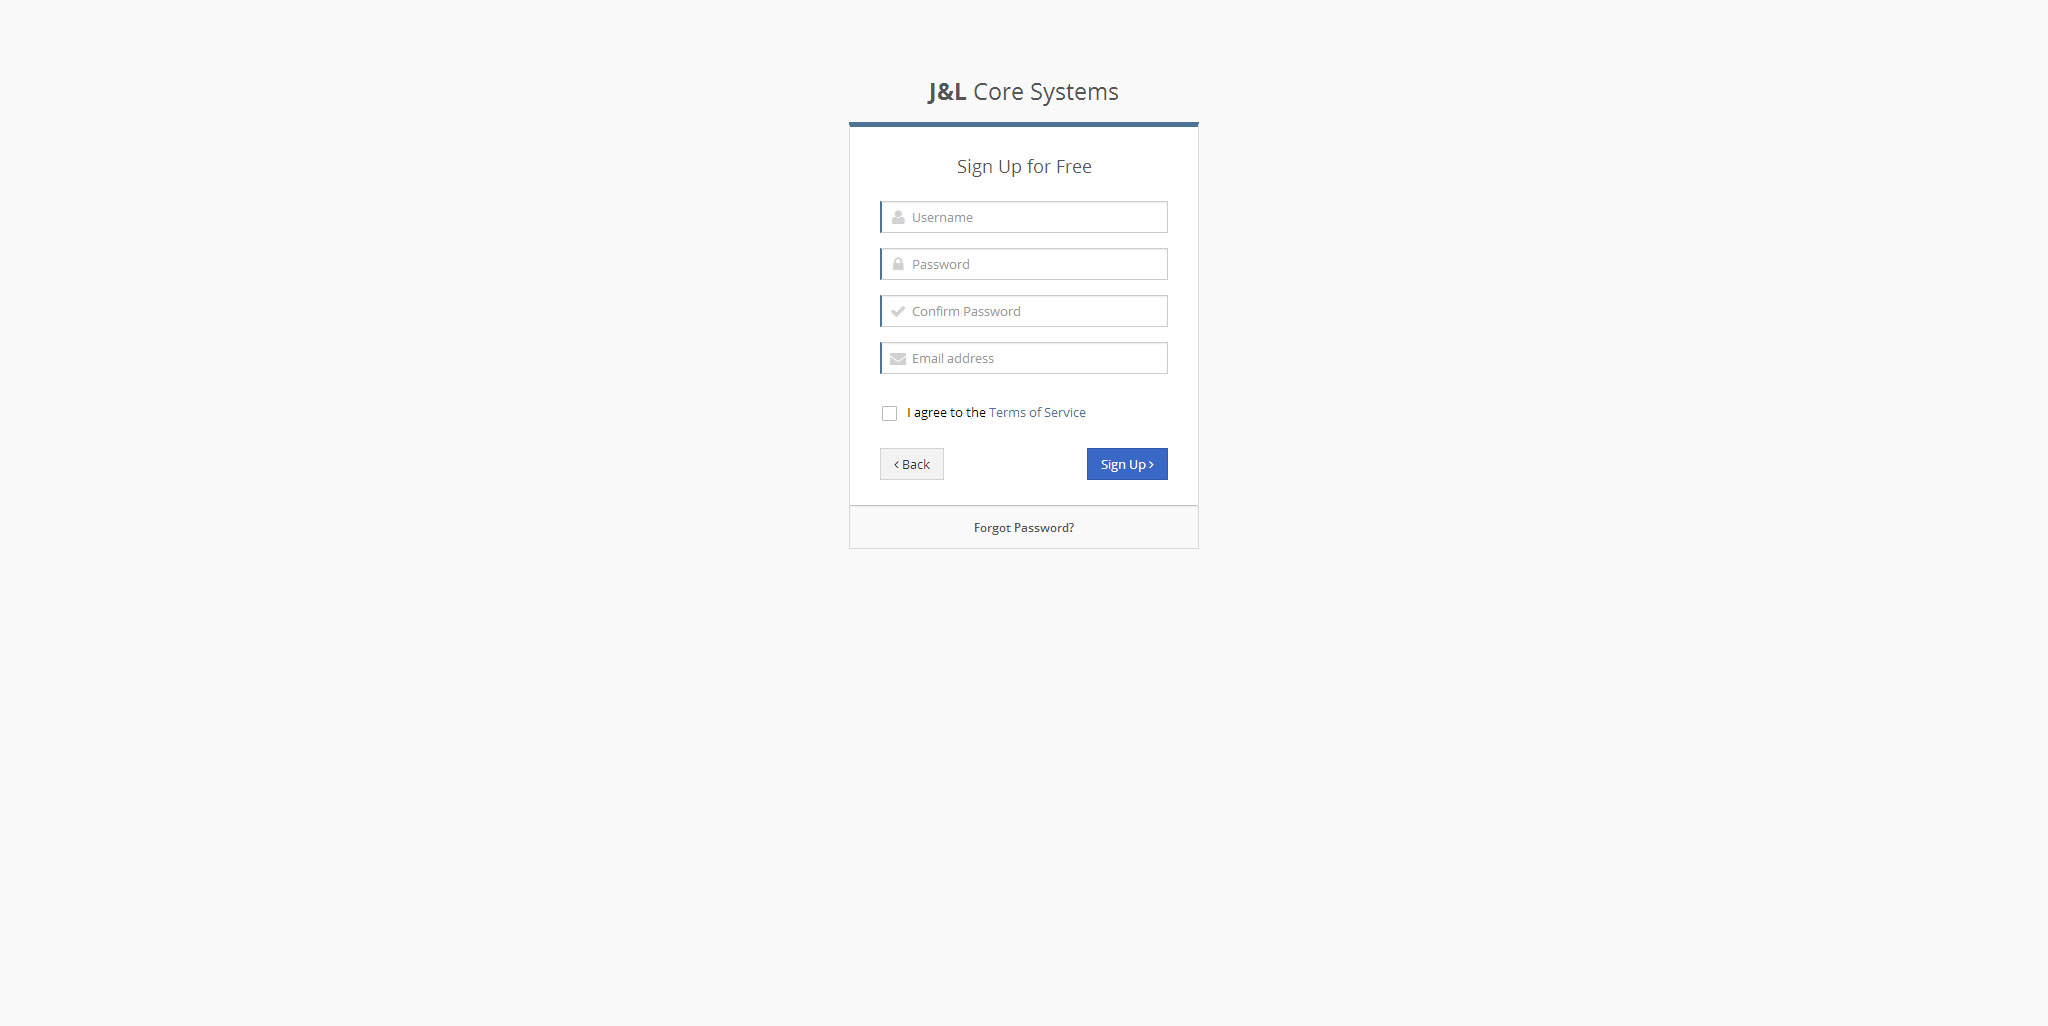 J&L Core Systems
Sign Up for Free
Username
Password
Confirm Password
Email address
I agree to the Terms of Service
‹ Back
Sign Up ›
Forgot Password?